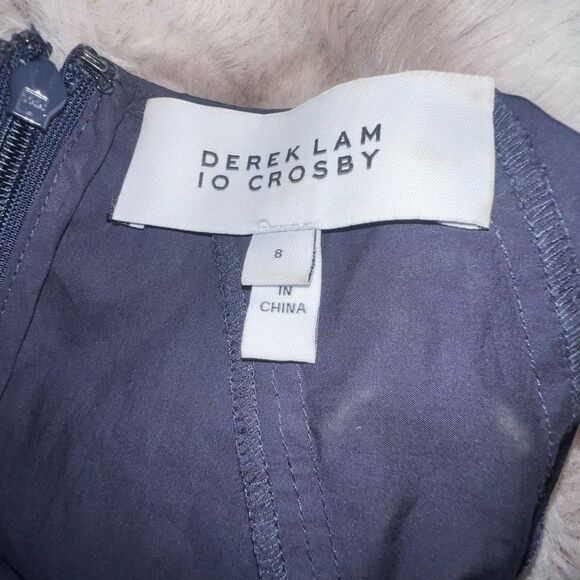 DEREK LAM
10 CROSBY
8
IN
CHINA